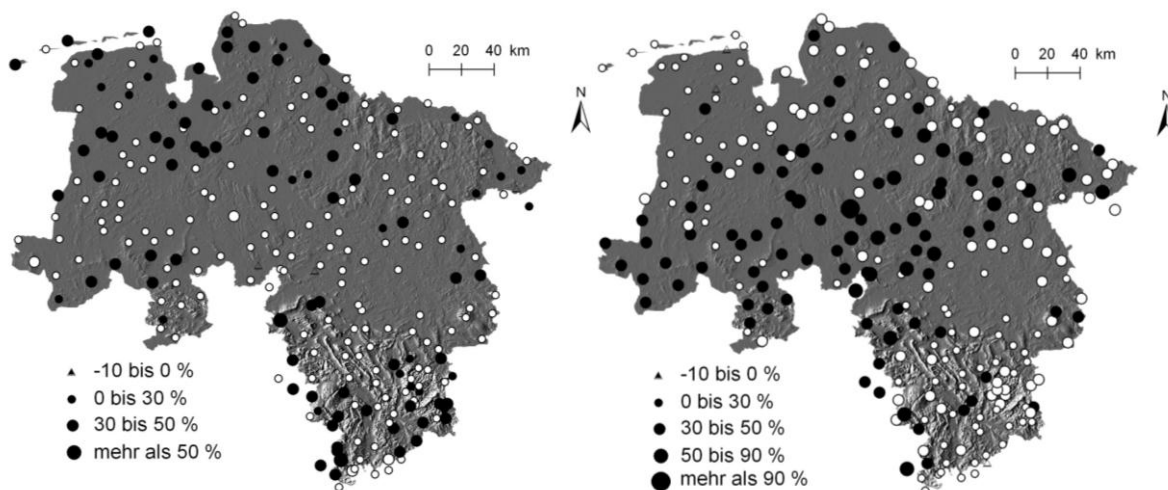 0 20 40 km
N
-10 bis 0 %
0 bis 30 %
30 bis 50 %
mehr als 50 %
0 20 40 km
N
-10 bis 0 %
0 bis 30 %
30 bis 50 %
50 bis 90 %
mehr als 90 %